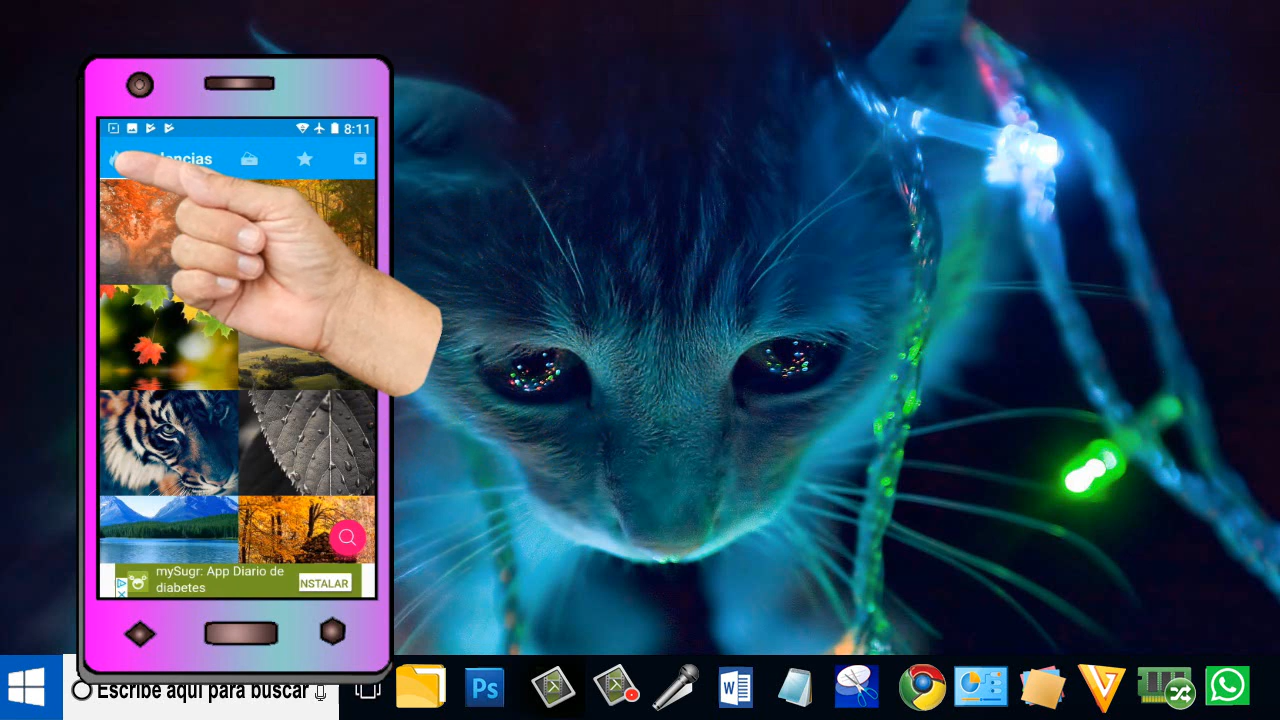 8:11
encias
mySugr: App Diario de
diabetes
NSTALAR
Escribe aquí para buscar
Ps
W